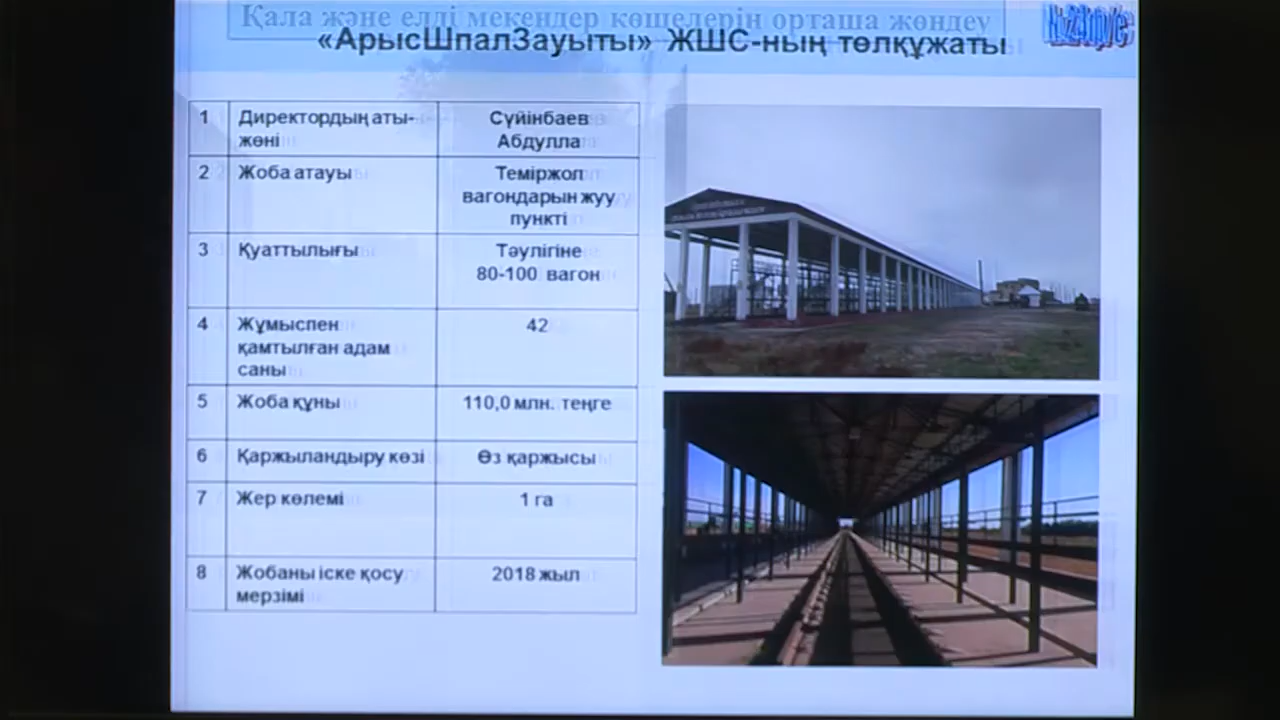 Қала және елді мекендер көшелерін орташа жөндеу
«АрысШпалЗауыты» ЖШС-ның төлқұжаты
1 Директордың аты-
жөні
Сүйінбаев
Абдулла
2 Жоба атауы
Теміржол
вагондарын жуу
пункті
3 Қуаттылығы
Тәулігіне
80-100 вагон
4 Жұмыспен
қамтылған адам
саны
42
5 Жоба құны
110,0 млн. теңге
6 Қаржыландыру көзі
Өз қаржысы
7 Жер көлемі
1 га
8 Жобаны іске қосу
мерзімі
2018 жыл